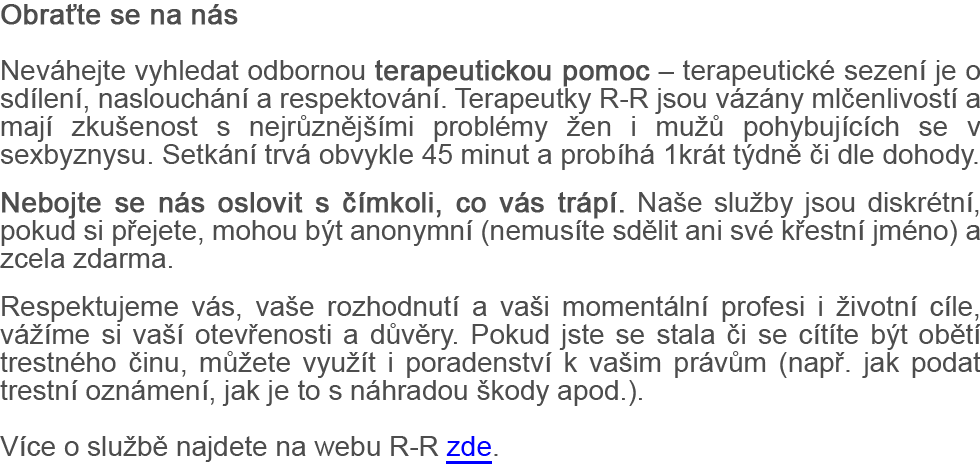 Obraťte se na nás
Neváhejte vyhledat odbornou terapeutickou pomoc – terapeutické sezení je o
sdílení, naslouchání a respektování. Terapeutky R-R jsou vázány mlčenlivostí a
mají zkušenost s nejrůznějšími problémy žen i mužů pohybujících se v
sexbyznysu. Setkání trvá obvykle 45 minut a probíhá 1krát týdně či dle dohody.
Nebojte se nás oslovit s čímkoli, co vás trápí. Naše služby jsou diskrétní,
pokud si přejete, mohou být anonymní (nemusíte sdělit ani své křestní jméno) a
zcela zdarma.
Respektujeme vás, vaše rozhodnutí a vaši momentální profesi i životní cíle,
vážíme si vaší otevřenosti a důvěry. Pokud jste se stala či se cítíte být obětí
trestného činu, můžete využít i poradenství k vašim právům (např. jak podat
trestní oznámení, jak je to s náhradou škody apod.).
Více o službě najdete na webu R-R zde.